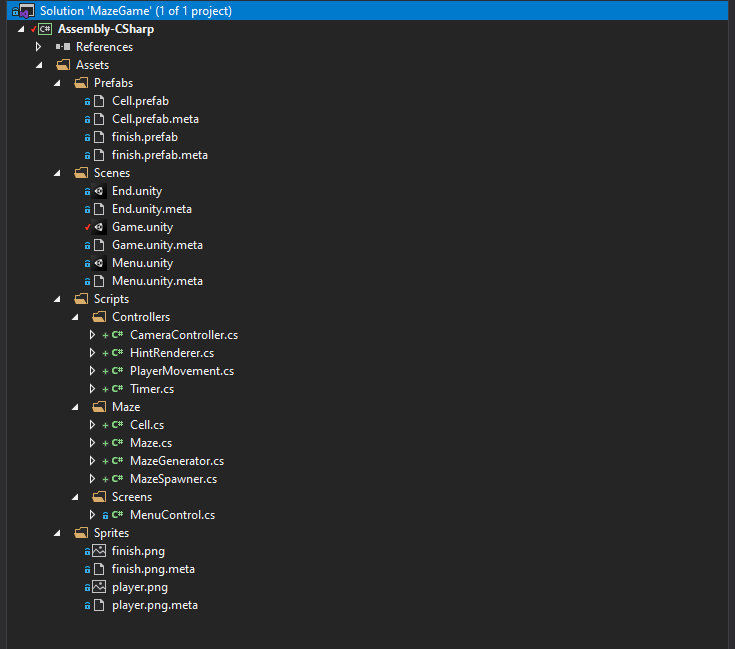 Solution 'MazeGame' (1 of 1 project)
C# Assembly-CSharp
References
Assets
Prefabs
Cell.prefab
Cell.prefab.meta
finish.prefab
finish.prefab.meta
Scenes
End.unity
End.unity.meta
Game.unity
Game.unity.meta
Menu.unity
Menu.unity.meta
Scripts
Controllers
+ C# CameraController.cs
+ C# HintRenderer.cs
+ C# PlayerMovement.cs
+ C# Timer.cs
Maze
+ C# Cell.cs
+ C# Maze.cs
+ C# MazeGenerator.cs
+ C# MazeSpawner.cs
Screens
C# MenuControl.cs
Sprites
finish.png
finish.png.meta
player.png
player.png.meta